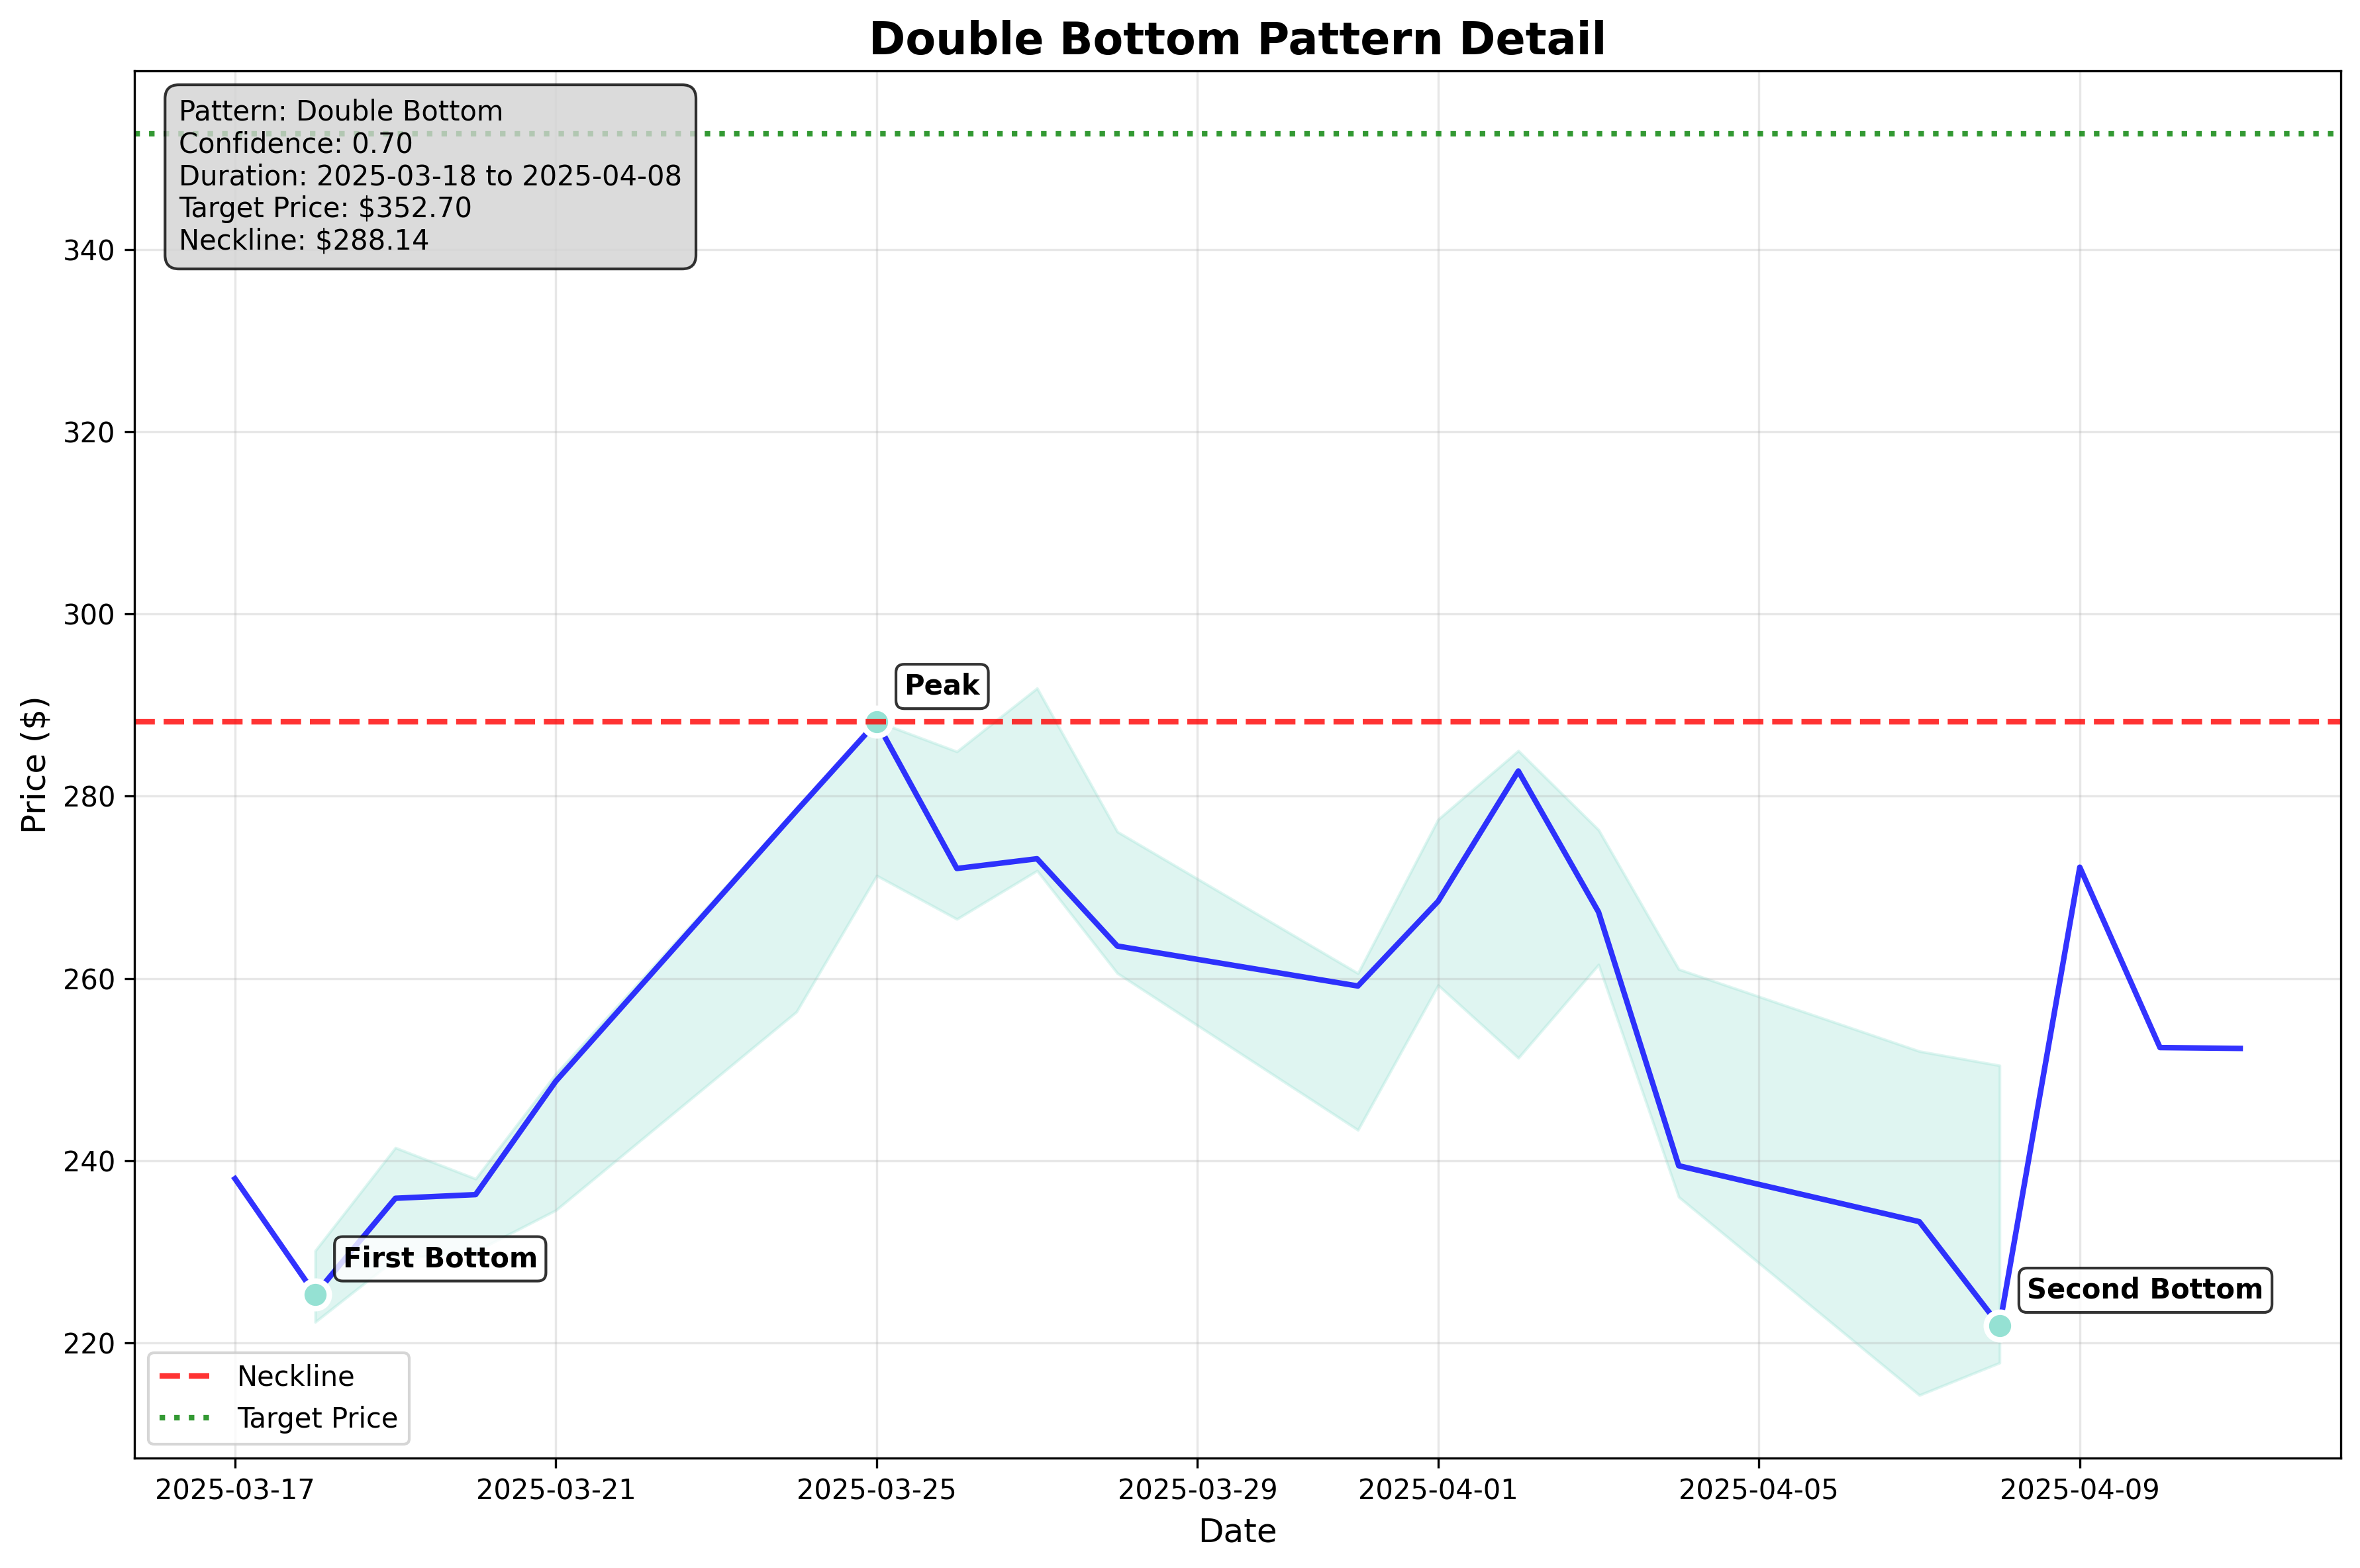 Double Bottom Pattern Detail
Pattern: Double Bottom
Confidence: 0.70
Duration: 2025-03-18 to 2025-04-08
Target Price: $352.70
Neckline: $288.14
340
320
300
280
260
240
220
Price ($)
Peak
First Bottom
Second Bottom
Neckline
Target Price
2025-03-17
2025-03-21
2025-03-25
2025-03-29
2025-04-01
2025-04-05
2025-04-09
Date